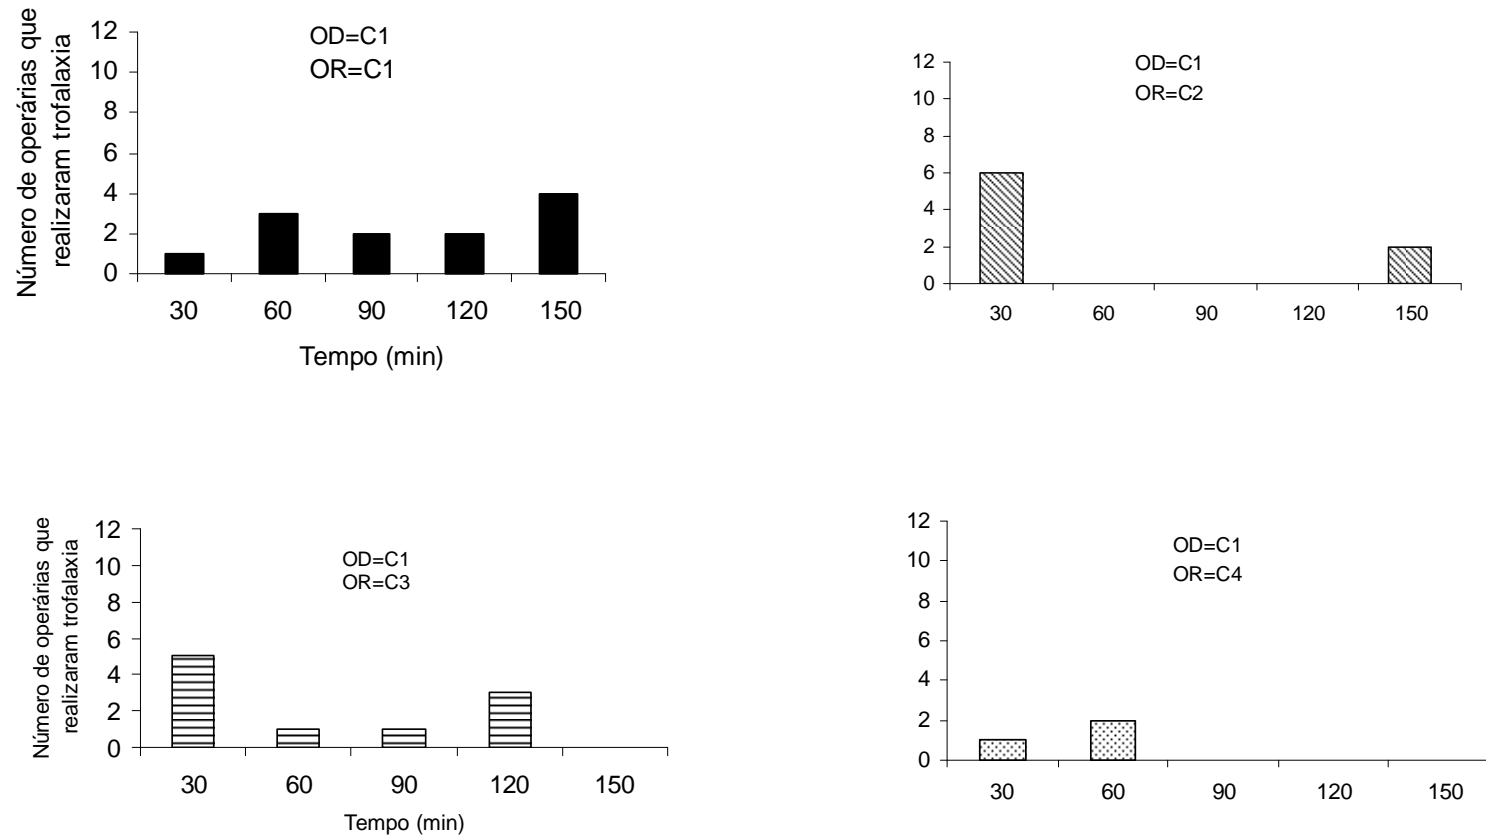 Número de operárias que
realizaram trofalaxia
12
10
8
6
4
2
0
OD=C1
OR=C1
30 60 90 120 150
Tempo (min)
12
10
8
6
4
2
0
OD=C1
OR=C2
30 60 90 120 150
Número de operárias que
realizaram trofalaxia
12
10
8
6
4
2
0
OD=C1
OR=C3
30 60 90 120 150
Tempo (min)
12
10
8
6
4
2
0
OD=C1
OR=C4
30 60 90 120 150